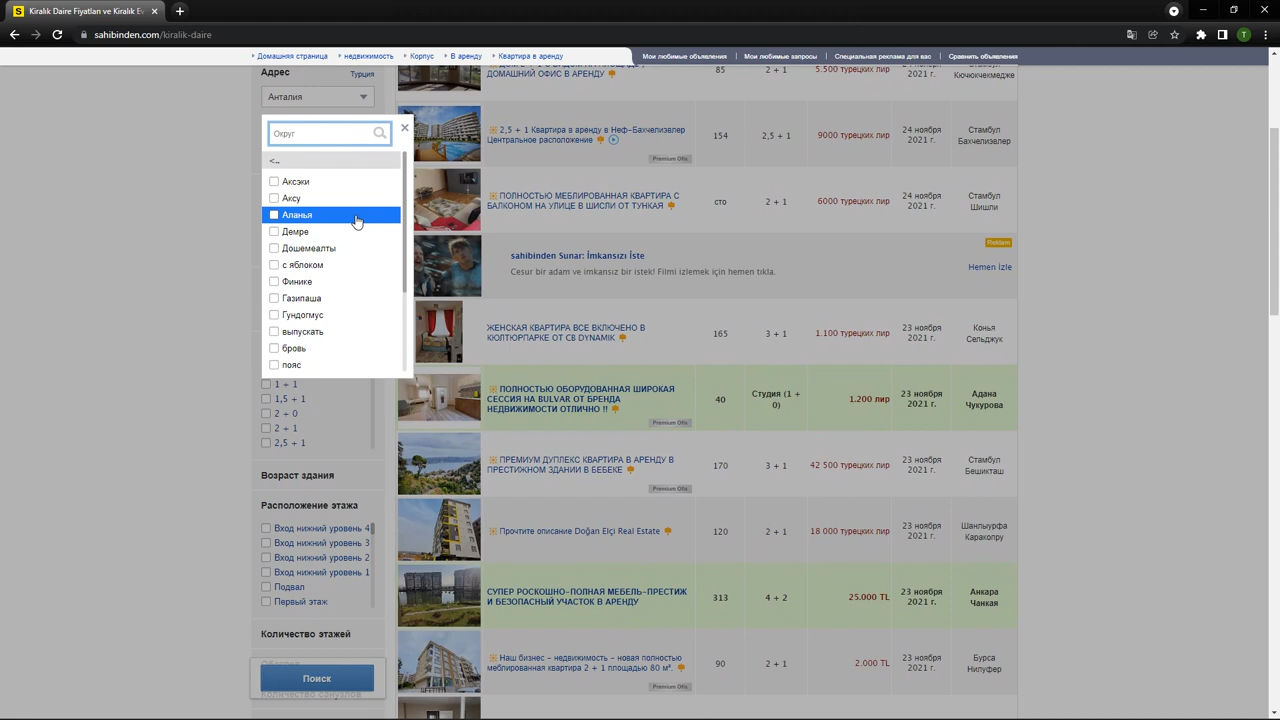 Kiralık Daire Fiyatları ve Kiralık Ev
sahibinden.com/kiralik-daire
T
Домашняя страница
недвижимость
Корпус
В аренду
Квартира в аренду
Мои любимые объявления
Мои любимые запросы
Специальная реклама для вас
Сравнить объявления
Адрес
Турция
Анталия
Округ
<..
Аксэки
Аксу
Аланья
Демре
Дошемеалты
с яблоком
Финике
Газипаша
Гундогмус
выпускать
бровь
пояс
1 + 1
1,5 + 1
2 + 0
2 + 1
2,5 + 1
Возраст здания
Расположение этажа
Вход нижний уровень 4
Вход нижний уровень 3
Вход нижний уровень 2
Вход нижний уровень 1
Подвал
Первый этаж
Количество этажей
Поиск
ДОМАШНИЙ ОФИС В АРЕНДУ
85
2 + 1
5.500 турецких лир
2021 г.
Кючюкчекмедже
2,5 + 1 Квартира в аренду в Неф-Бахчелиэвлер
Центральное расположение
154
2,5 + 1
9000 турецких лир
24 ноября
2021 г.
Стамбул
Бахчелиэвлер
Premium Ofis
ПОЛНОСТЬЮ МЕБЛИРОВАННАЯ КВАРТИРА С
БАЛКОНОМ НА УЛИЦЕ В ШИСЛИ ОТ ТУНКАЯ
сто
2 + 1
6000 турецких лир
24 ноября
2021 г.
Стамбул
Шишли
sahibinden Sunar: İmkansızı İste
Cesur bir adam ve imkansız bir istek! Filmi izlemek için hemen tıkla.
Reklam
Hemen İzle
ЖЕНСКАЯ КВАРТИРА ВСЕ ВКЛЮЧЕНО В
КЮЛТЮРПАРКЕ ОТ CB DYNAMIK
165
3 + 1
1.100 турецких лир
23 ноября
2021 г.
Конья
Сельджук
ПОЛНОСТЬЮ ОБОРУДОВАННАЯ ШИРОКАЯ
СЕССИЯ НА BULVAR ОТ БРЕНДА
НЕДВИЖИМОСТИ ОТЛИЧНО !!
40
Студия (1 +
0)
1.200 лир
23 ноября
2021 г.
Адана
Чукурова
Premium Ofis
ПРЕМИУМ ДУПЛЕКС КВАРТИРА В АРЕНДУ В
ПРЕСТИЖНОМ ЗДАНИИ В БЕБЕКЕ
170
3 + 1
42.500 турецких лир
23 ноября
2021 г.
Стамбул
Бешикташ
Premium Ofis
Прочтите описание Doğan Elçi Real Estate
120
2 + 1
18 000 турецких лир
23 ноября
2021 г.
Шанлыурфа
Каракопру
СУПЕР РОСКОШНО-ПОЛНАЯ МЕБЕЛЬ-ПРЕСТИЖ
И БЕЗОПАСНЫЙ УЧАСТОК В АРЕНДУ
313
4 + 2
25.000 TL
23 ноября
2021 г.
Анкара
Чанкая
Наш бизнес - недвижимость - новая полностью
меблированная квартира 2 + 1 площадью 80 м².
90
2 + 1
2.000 TL
23 ноября
2021 г.
Бурса
Нилуфер
Premium Ofis